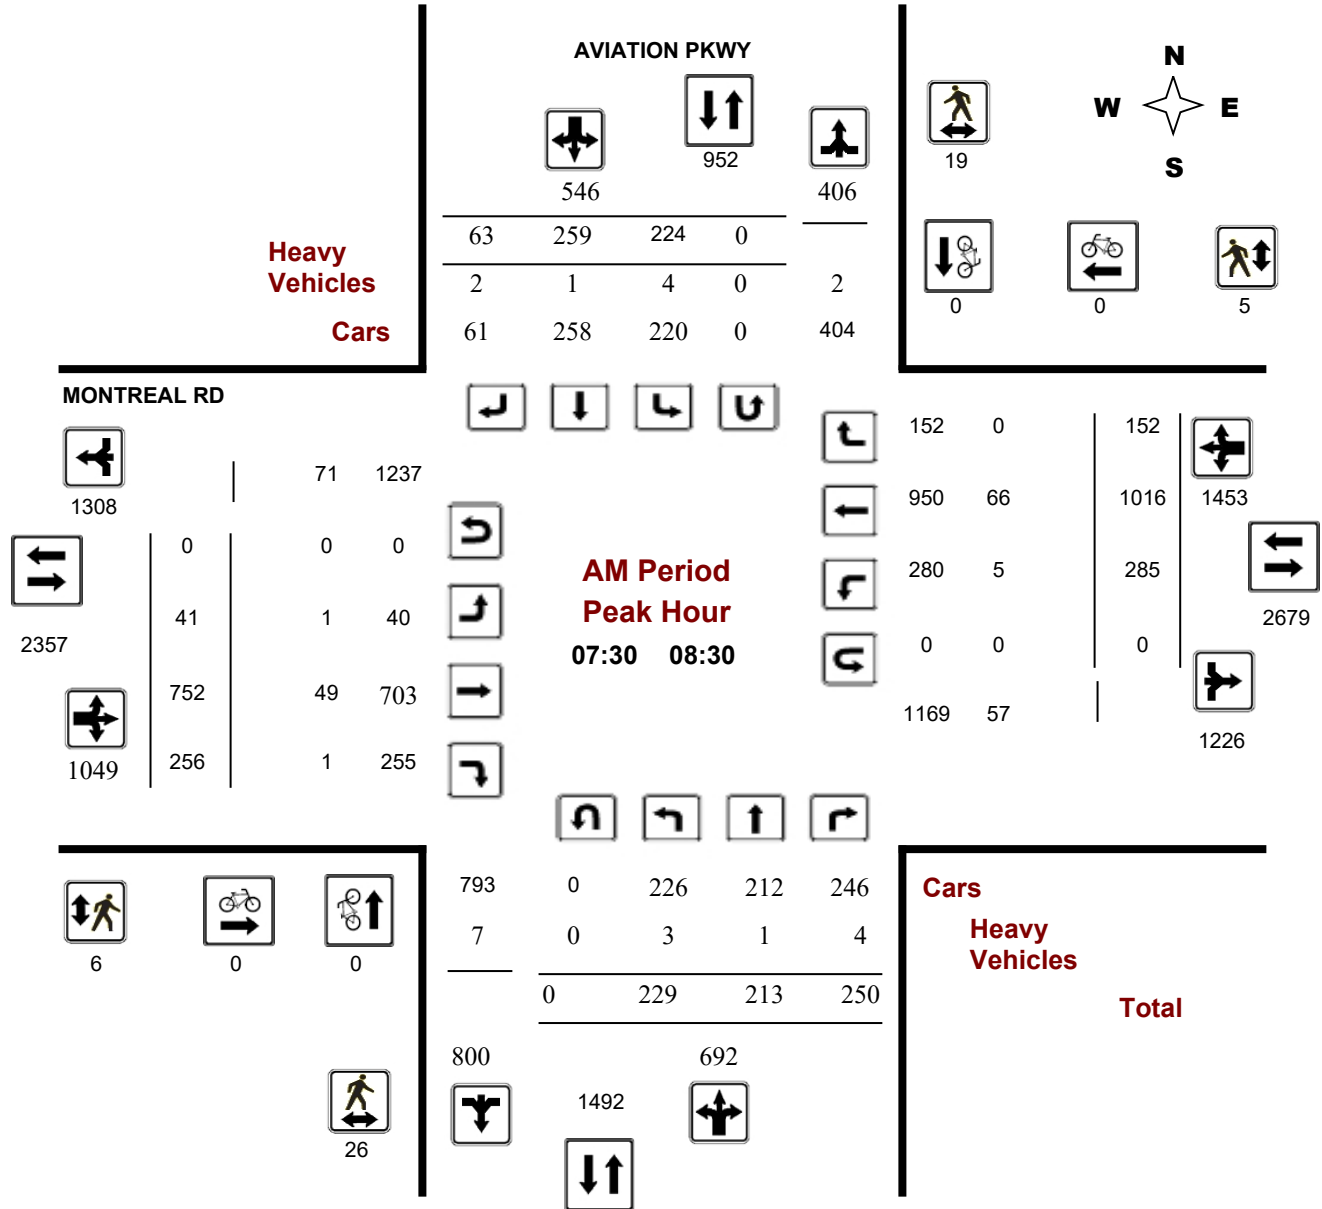 AVIATION PKWY
N
W E
S
952
546
406
19
63 259 224 0
Heavy
Vehicles
2 1 4 0 2
Cars
61 258 220 0 404
0 0 5
MONTREAL RD
152 0 152
71 1237
1308
950 66 1016 1453
0 0 0
AM Period
280 5 285
41 1 40
Peak Hour
2679
2357
07:30 08:30
0 0 0
752 49 703
1169 57
1226
1049 256 1 255
793 0 226 212 246
Cars
7 0 3 1 4
Heavy
Vehicles
6 0 0
0 229 213 250
Total
800 692
1492
26